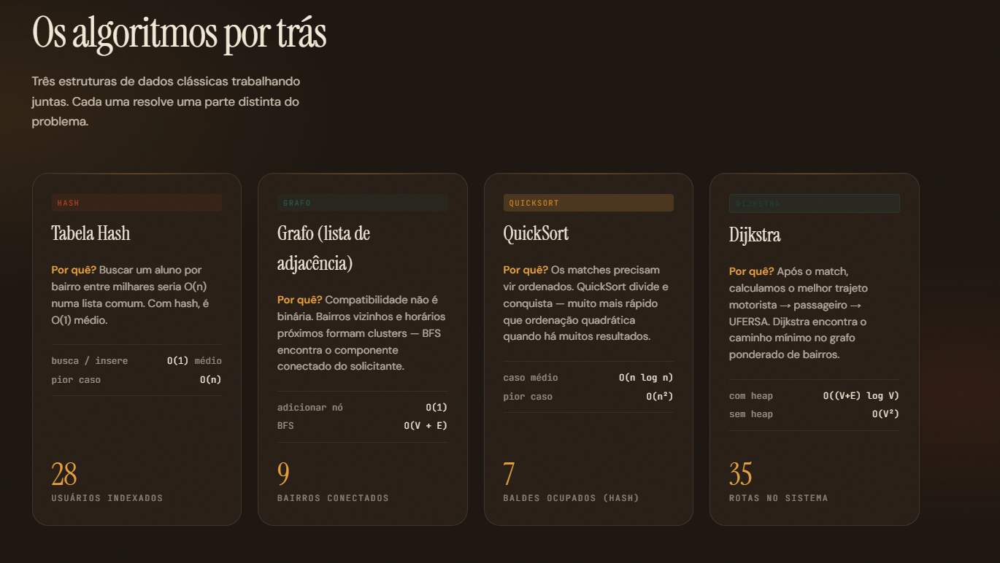 Os algoritmos por trás
Três estruturas de dados clássicas trabalhando
juntas. Cada uma resolve uma parte distinta do
problema.
HASH
Tabela Hash
Por quê? Buscar um aluno por
bairro entre milhares seria O(n)
numa lista comum. Com hash, é
O(1) médio.
busca / insere O(1) médio
pior caso O(n)
28
USUÁRIOS INDEXADOS
GRAFO
Grafo (lista de
adjacência)
Por quê? Compatibilidade não é
binária. Bairros vizinhos e horários
próximos formam clusters — BFS
encontra o componente
conectado do solicitante.
adicionar nó O(1)
BFS O(V + E)
9
BAIRROS CONECTADOS
QUICKSORT
QuickSort
Por quê? Os matches precisam
vir ordenados. QuickSort divide e
conquista — muito mais rápido
que ordenação quadrática
quando há muitos resultados.
caso médio O(n log n)
pior caso O(n²)
7
BALDES OCUPADOS (HASH)
DIJKSTRA
Dijkstra
Por quê? Após o match,
calculamos o melhor trajeto
motorista → passageiro →
UFERSA. Dijkstra encontra o
caminho mínimo no grafo
ponderado de bairros.
com heap O((V+E) log V)
sem heap O(V²)
35
ROTAS NO SISTEMA